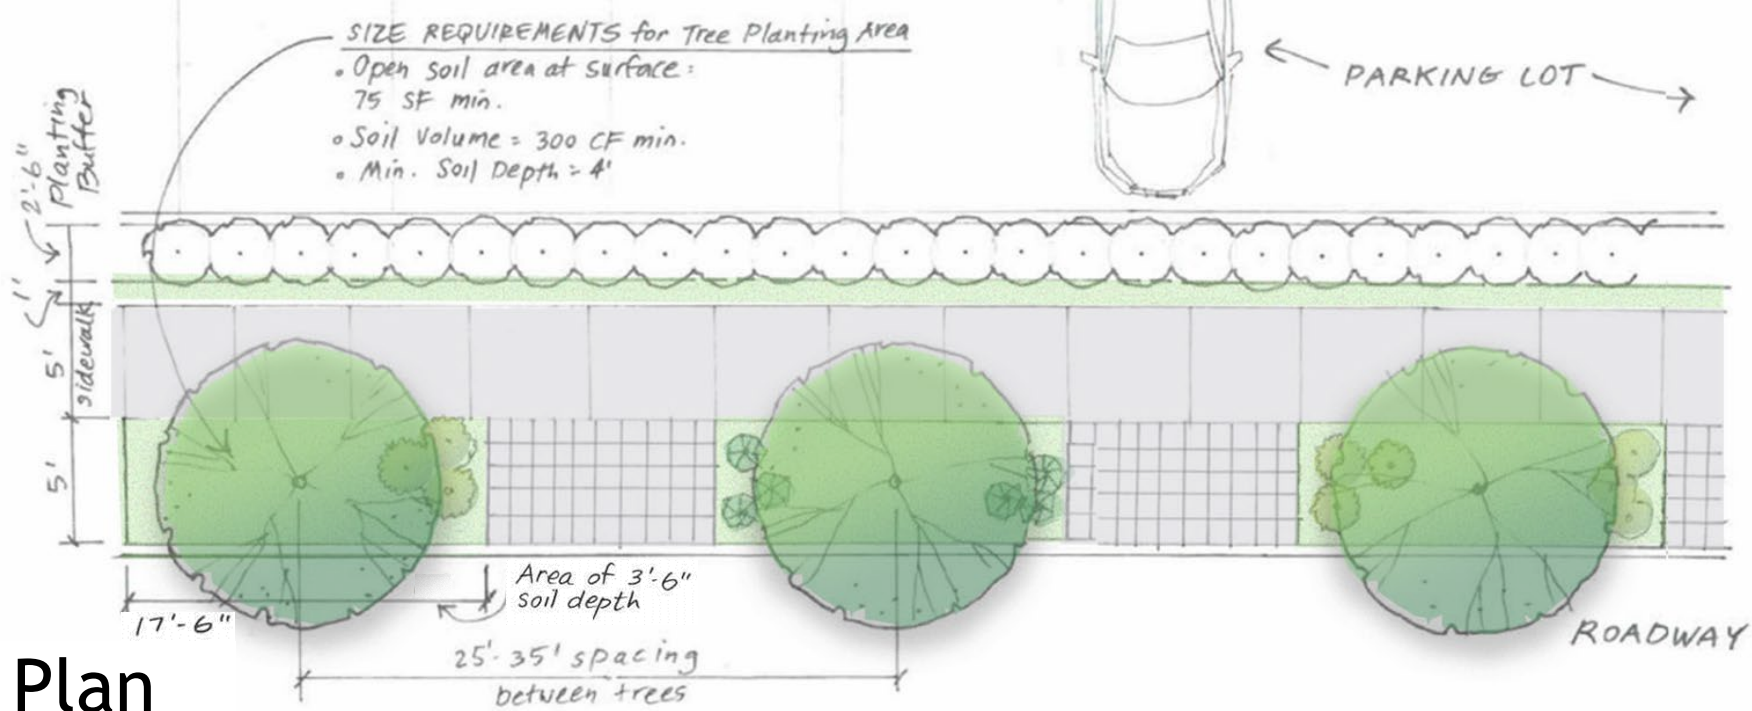 SIZE REQUIREMENTS for Tree Planting Area
• Open soil area at surface:
75 SF min.
• Soil Volume = 300 CF min.
• Min. Soil Depth = 4'
PARKING LOT
2'-6"
Planting
Buffer
1'
5'
sidewalk
5'
Area of 3'-6"
soil depth
17'-6"
25'-35' spacing
between trees
ROADWAY
Plan